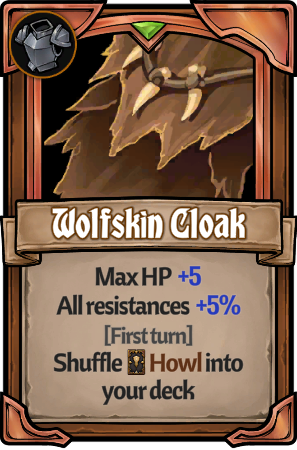 Wolfskin Cloak
Max HP +5
All resistances +5%
[First turn]
Shuffle Howl into
your deck